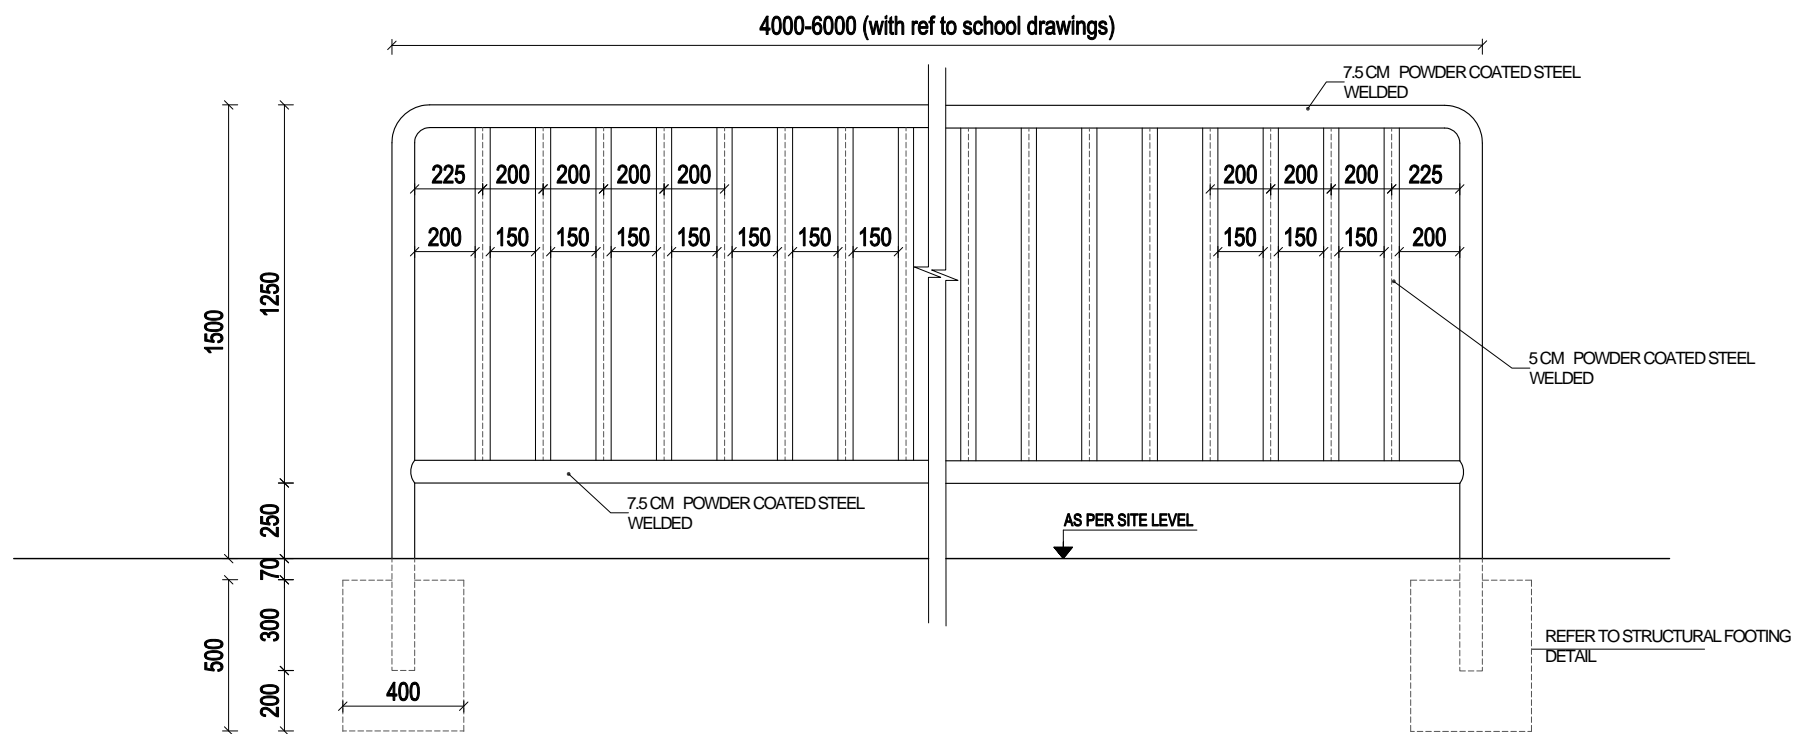 4000-6000 (with ref to school drawings)
7.5 CM POWDER COATED STEEL
WELDED
225 200 200 200 200
200 200 200 225
200 150 150 150 150 150 150 150
150 150 150 200
1250
1500
5 CM POWDER COATED STEEL
WELDED
7.5 CM POWDER COATED STEEL
WELDED
250
AS PER SITE LEVEL
70
300
500
200
400
REFER TO STRUCTURAL FOOTING
DETAIL